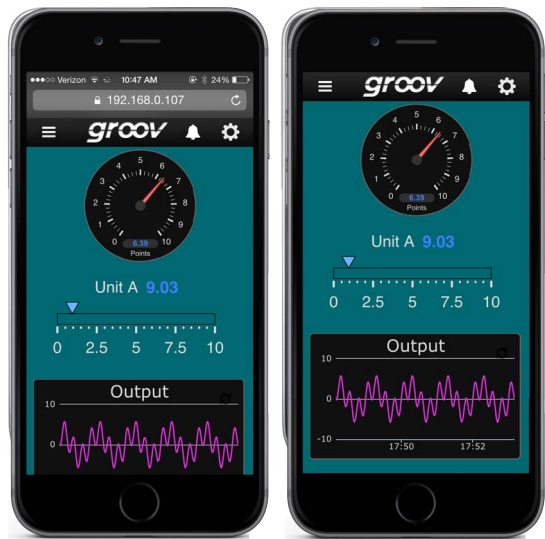 ●●●○○ Verizon 10:47 AM 24%
192.168.0.107
groov
0 1 2 3 4 5 6 7 8 9 10
6.39
Points
Unit A 9.03
0 2.5 5 7.5 10
Output
10
0
groov
0 1 2 3 4 5 6 7 8 9 10
6.39
Points
Unit A 9.03
0 2.5 5 7.5 10
Output
10
0
-10
17:50 17:52